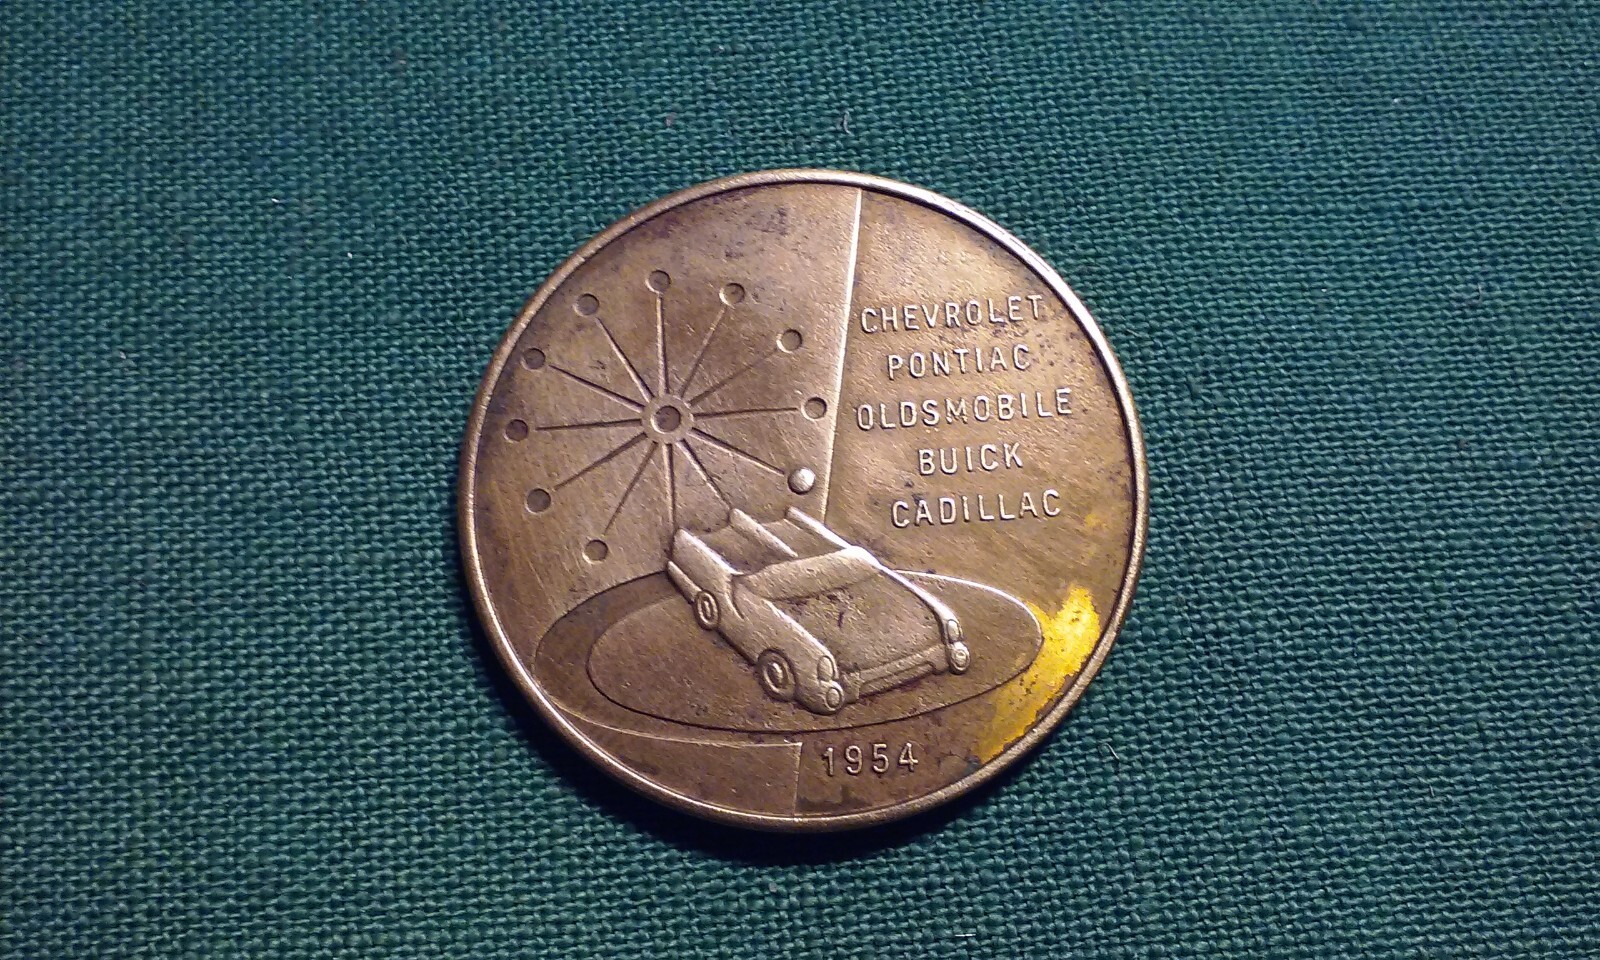 CHEVROLET
PONTIAC
OLDSMOBILE
BUICK
CADILLAC
1954